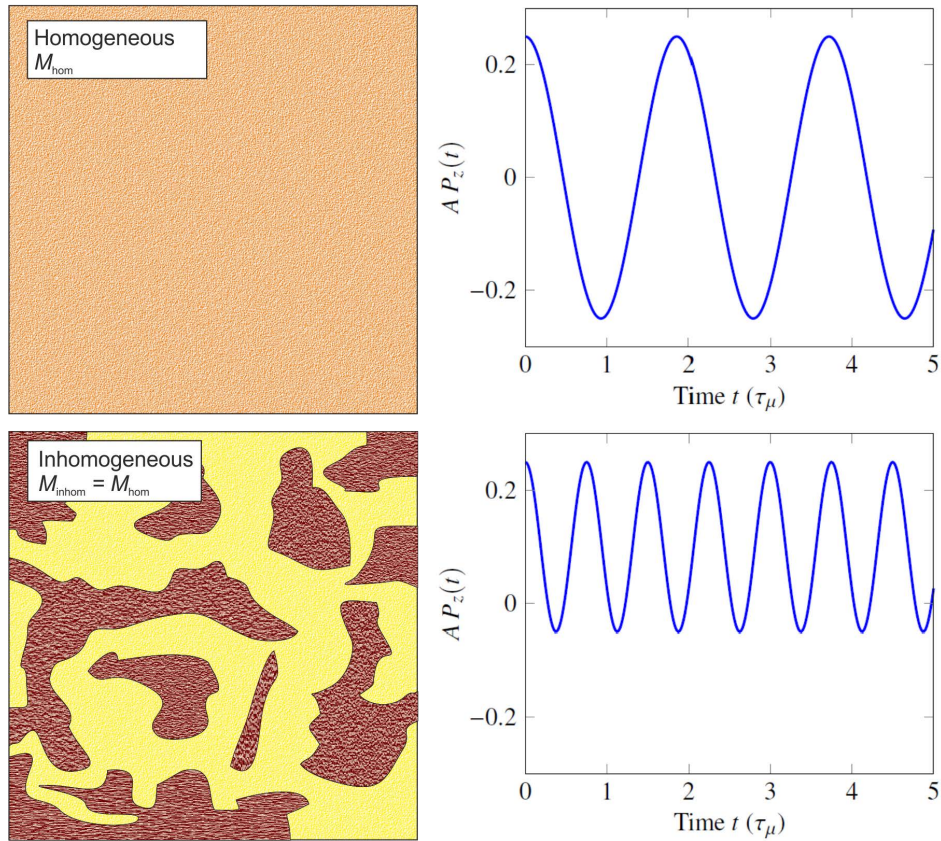 Homogeneous
M_hom
0.2
0
−0.2
A P_z(t)
0 1 2 3 4 5
Time t (τ_μ)
Inhomogeneous
M_inhom = M_hom
0.2
0
−0.2
A P_z(t)
0 1 2 3 4 5
Time t (τ_μ)